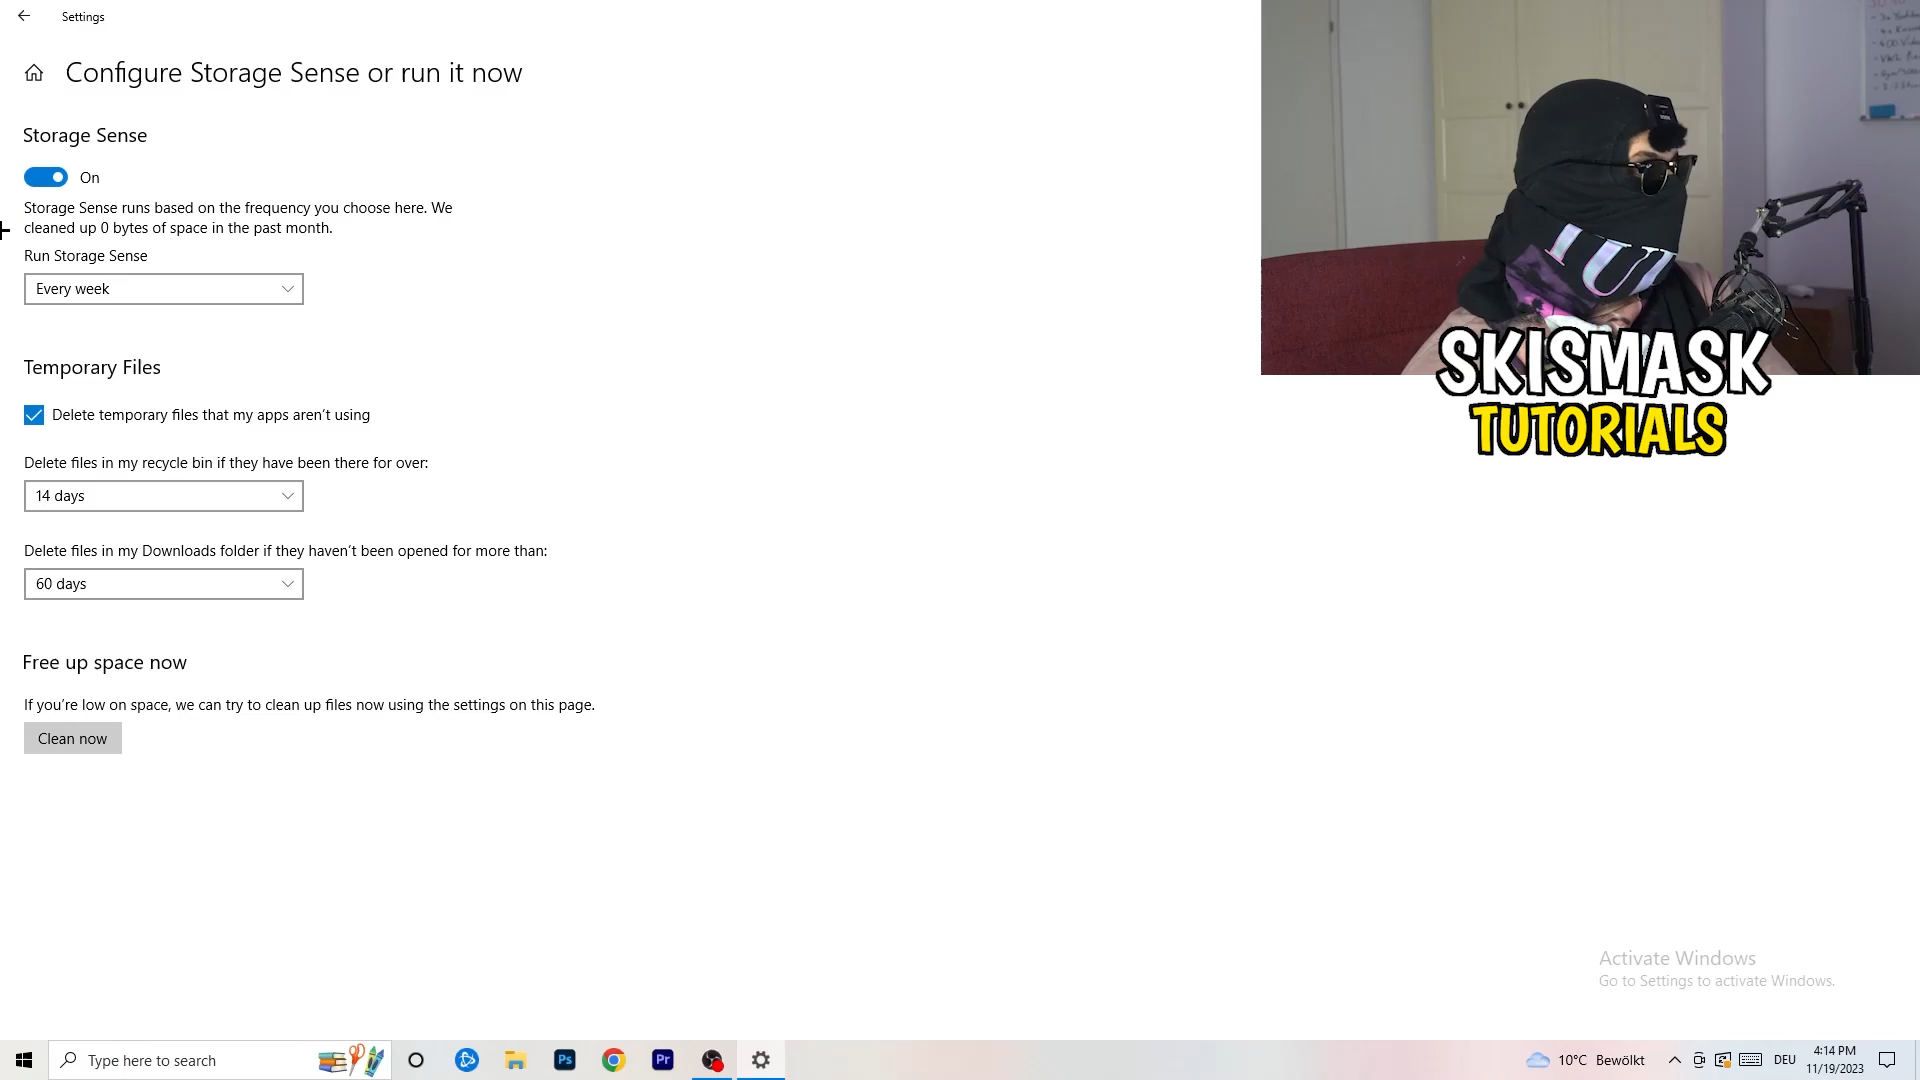 Settings
Configure Storage Sense or run it now
Storage Sense
On
Storage Sense runs based on the frequency you choose here. We
cleaned up 0 bytes of space in the past month.
Run Storage Sense
Every week
Temporary Files
Delete temporary files that my apps aren't using
Delete files in my recycle bin if they have been there for over:
14 days
Delete files in my Downloads folder if they haven't been opened for more than:
60 days
Free up space now
If you're low on space, we can try to clean up files now using the settings on this page.
Clean now
SKISMASK
TUTORIALS
Activate Windows
Go to Settings to activate Windows.
Type here to search
Ps
Pr
10°C Bewölkt
DEU
4:14 PM
11/19/2023